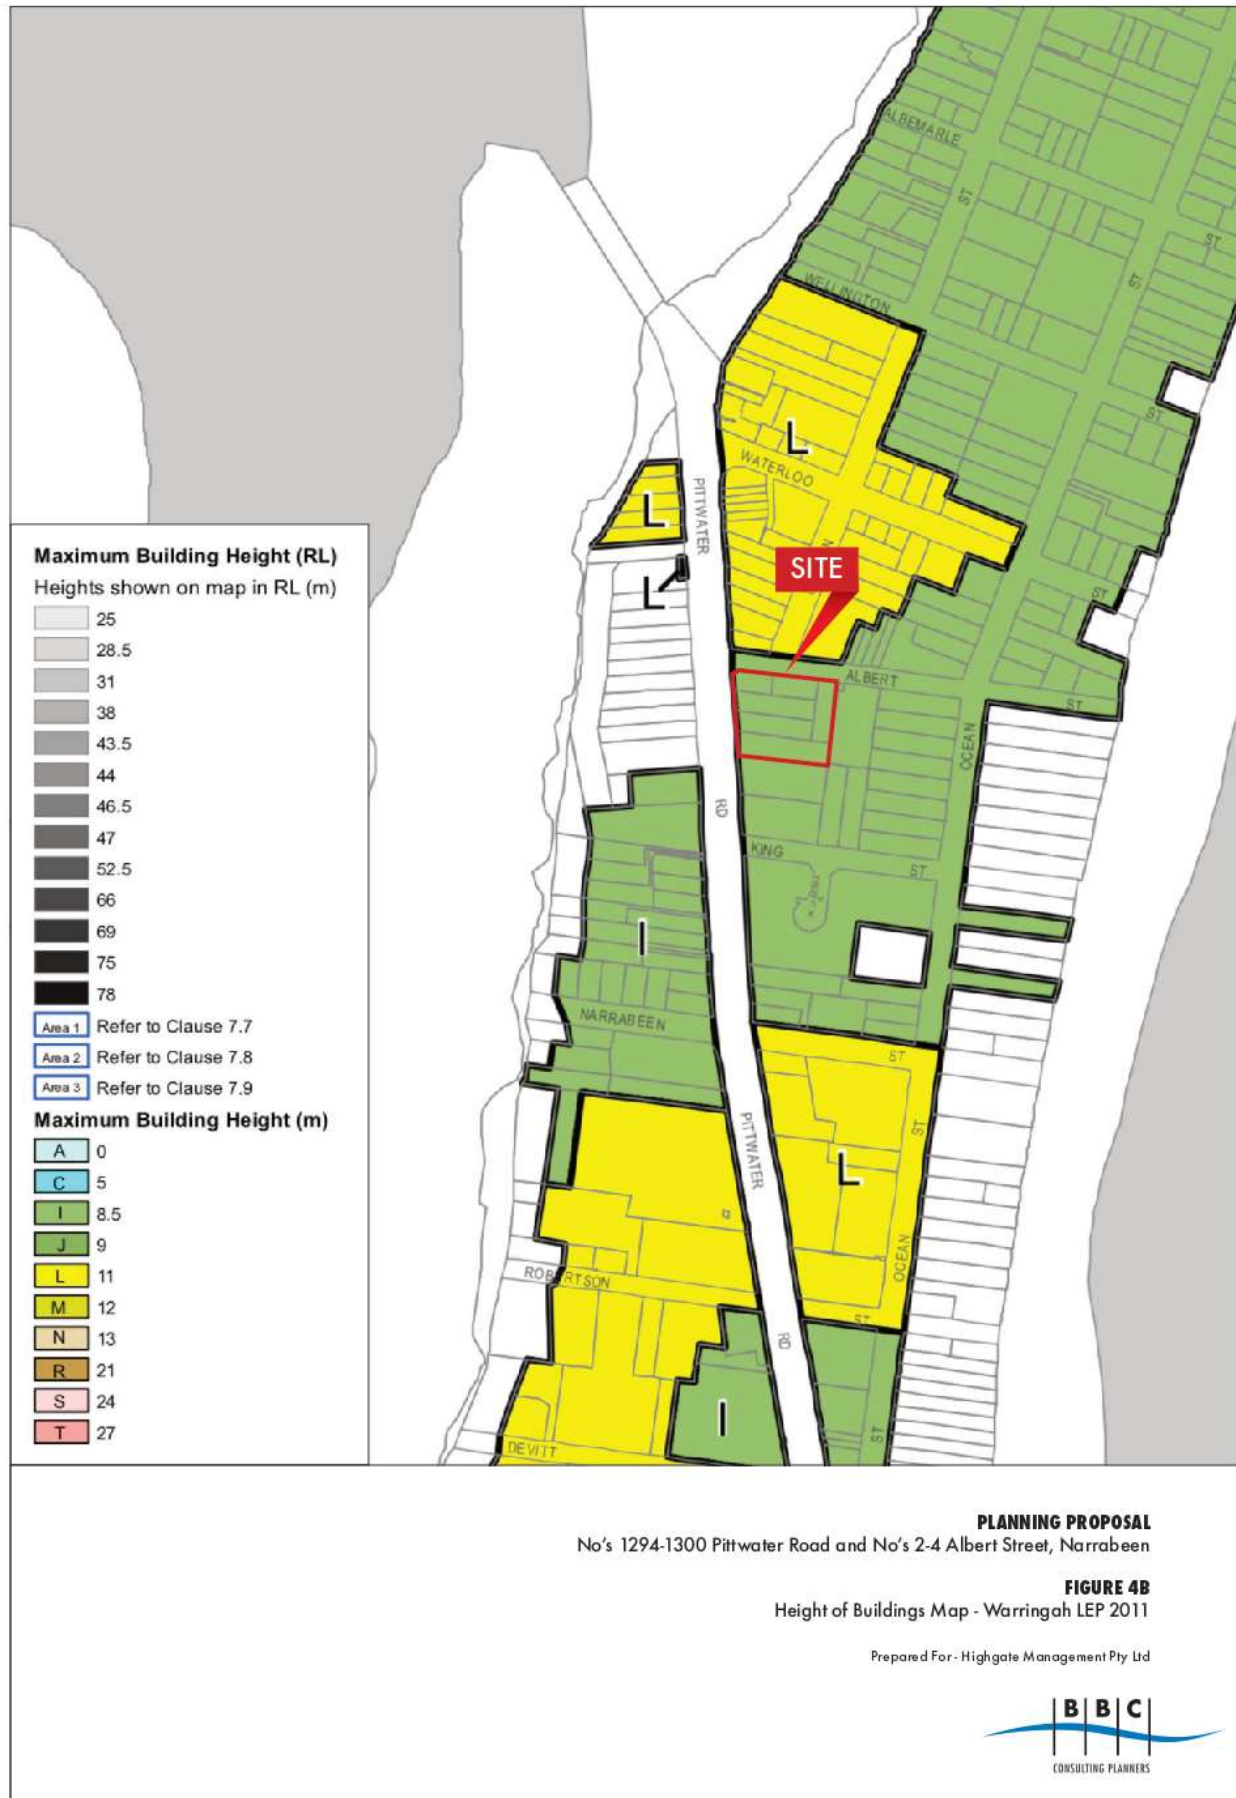 ALBEMARLE
ST
ST
ST
WELLINGTON
ST
L
WATERLOO
PITTWATER
L
L
SITE
ST
ALBERT
ST
OCEAN
RD
KING
ST
I
NARRABEEN
ST
PITTWATER
ST
L
OCEAN
ROBERTSON
ST
RD
I
ST
DEVITT
Maximum Building Height (RL)
Heights shown on map in RL (m)
25
28.5
31
38
43.5
44
46.5
47
52.5
66
69
75
78
Area 1 Refer to Clause 7.7
Area 2 Refer to Clause 7.8
Area 3 Refer to Clause 7.9
Maximum Building Height (m)
A 0
C 5
I 8.5
J 9
L 11
M 12
N 13
R 21
S 24
T 27
PLANNING PROPOSAL
No's 1294-1300 Pittwater Road and No's 2-4 Albert Street, Narrabeen
FIGURE 4B
Height of Buildings Map - Warringah LEP 2011
Prepared For - Highgate Management Pty Ltd
BBC
CONSULTING PLANNERS